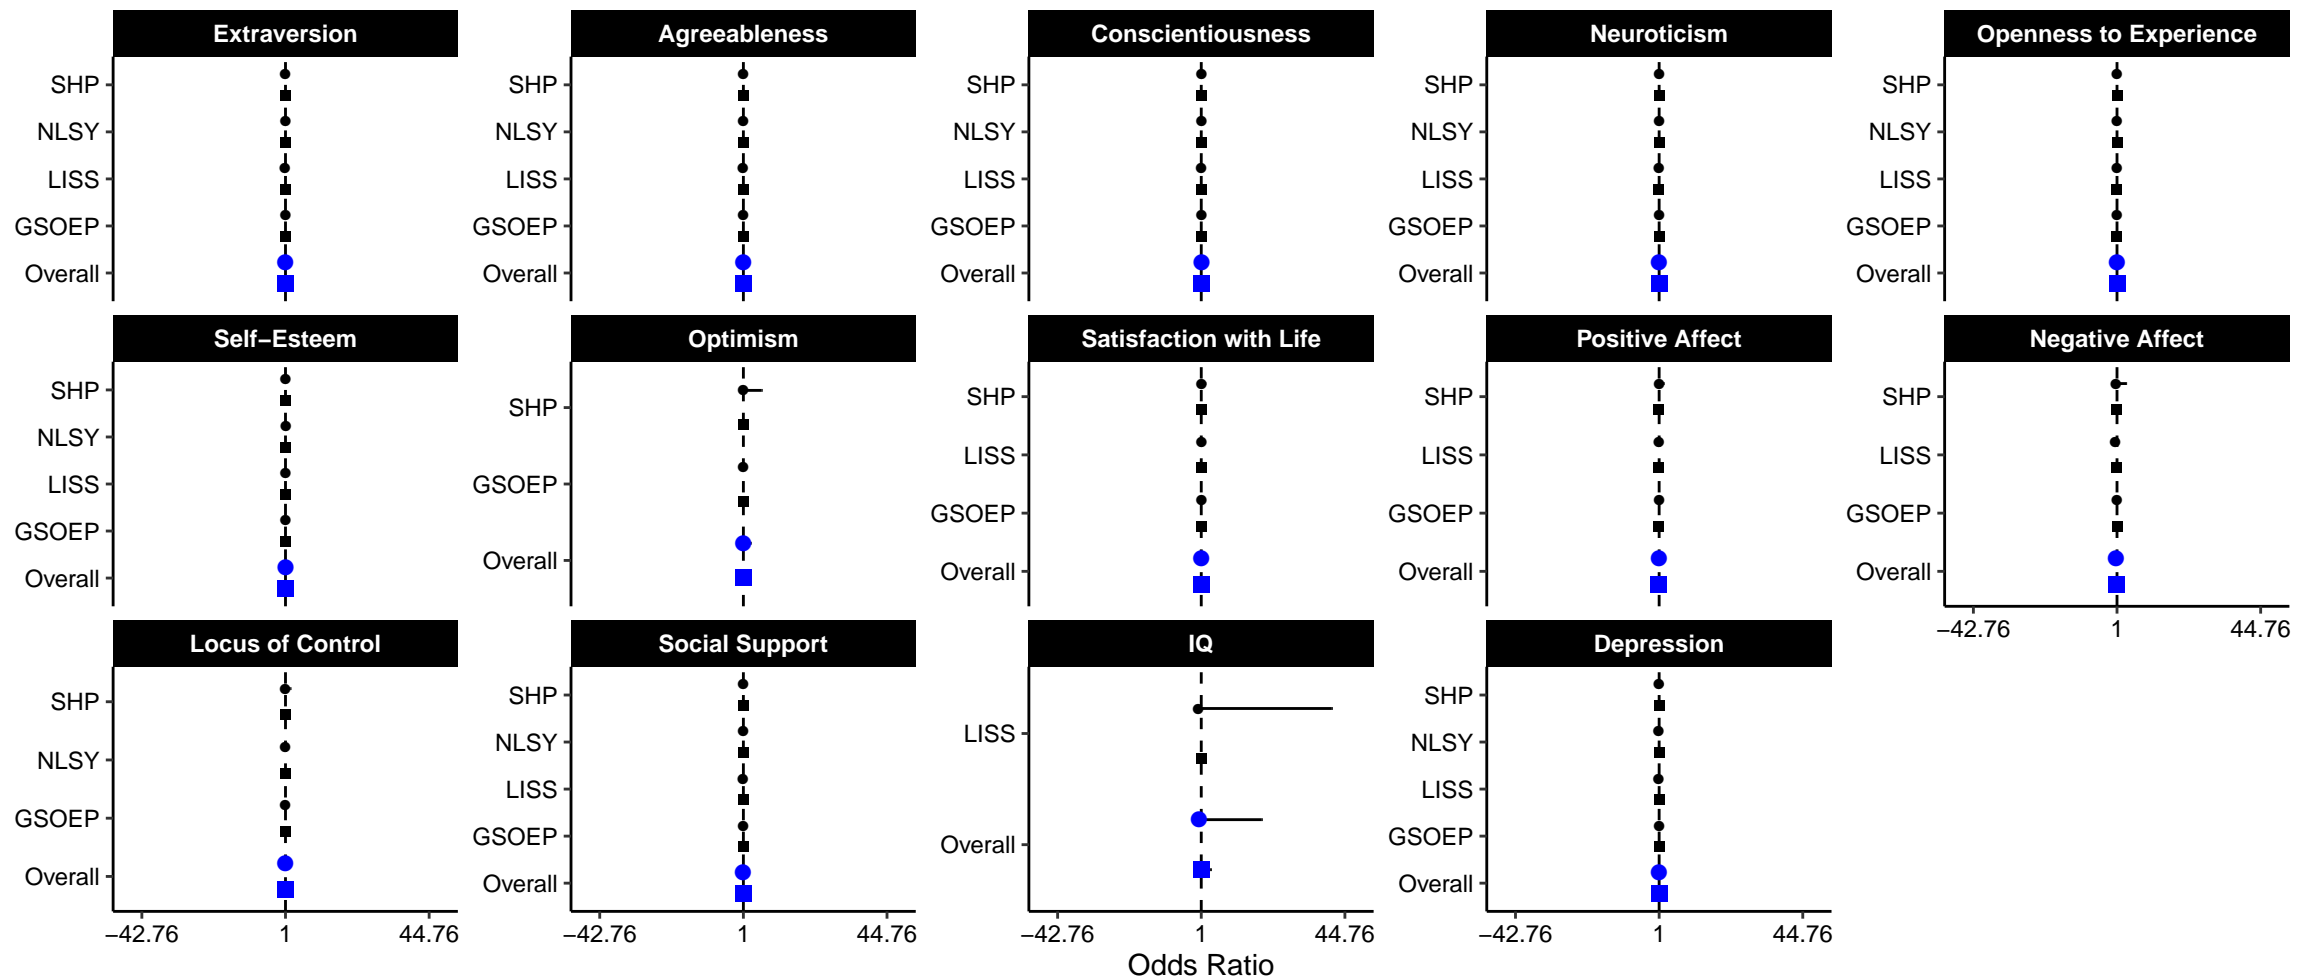 Extraversion
SHP
NLSY
LISS
GSOEP
Overall
Agreeableness
SHP
NLSY
LISS
GSOEP
Overall
Conscientiousness
SHP
NLSY
LISS
GSOEP
Overall
Neuroticism
SHP
NLSY
LISS
GSOEP
Overall
Openness to Experience
SHP
NLSY
LISS
GSOEP
Overall
Self−Esteem
SHP
NLSY
LISS
GSOEP
Overall
Optimism
SHP
GSOEP
Overall
Satisfaction with Life
SHP
LISS
GSOEP
Overall
Positive Affect
SHP
LISS
GSOEP
Overall
Negative Affect
SHP
LISS
GSOEP
Overall
−42.76 1 44.76
Locus of Control
SHP
NLSY
GSOEP
Overall
−42.76 1 44.76
Social Support
SHP
NLSY
LISS
GSOEP
Overall
−42.76 1 44.76
IQ
LISS
Overall
−42.76 1 44.76
Depression
SHP
NLSY
LISS
GSOEP
Overall
−42.76 1 44.76
Odds Ratio